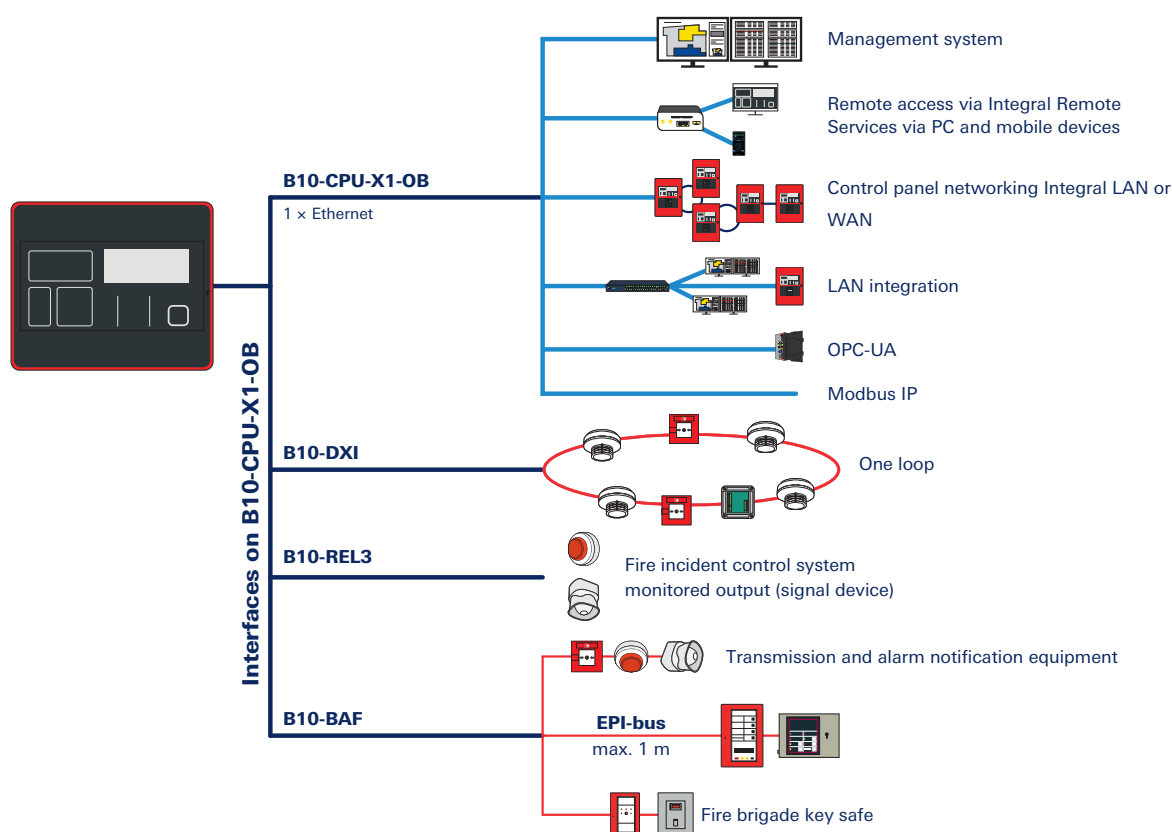 Management system
Remote access via Integral Remote
Services via PC and mobile devices
B10-CPU-X1-OB
1 × Ethernet
Control panel networking Integral LAN or
WAN
LAN integration
OPC-UA
Modbus IP
Interfaces on B10-CPU-X1-OB
B10-DXI
One loop
B10-REL3
Fire incident control system
monitored output (signal device)
Transmission and alarm notification equipment
B10-BAF
EPI-bus
max. 1 m
Fire brigade key safe